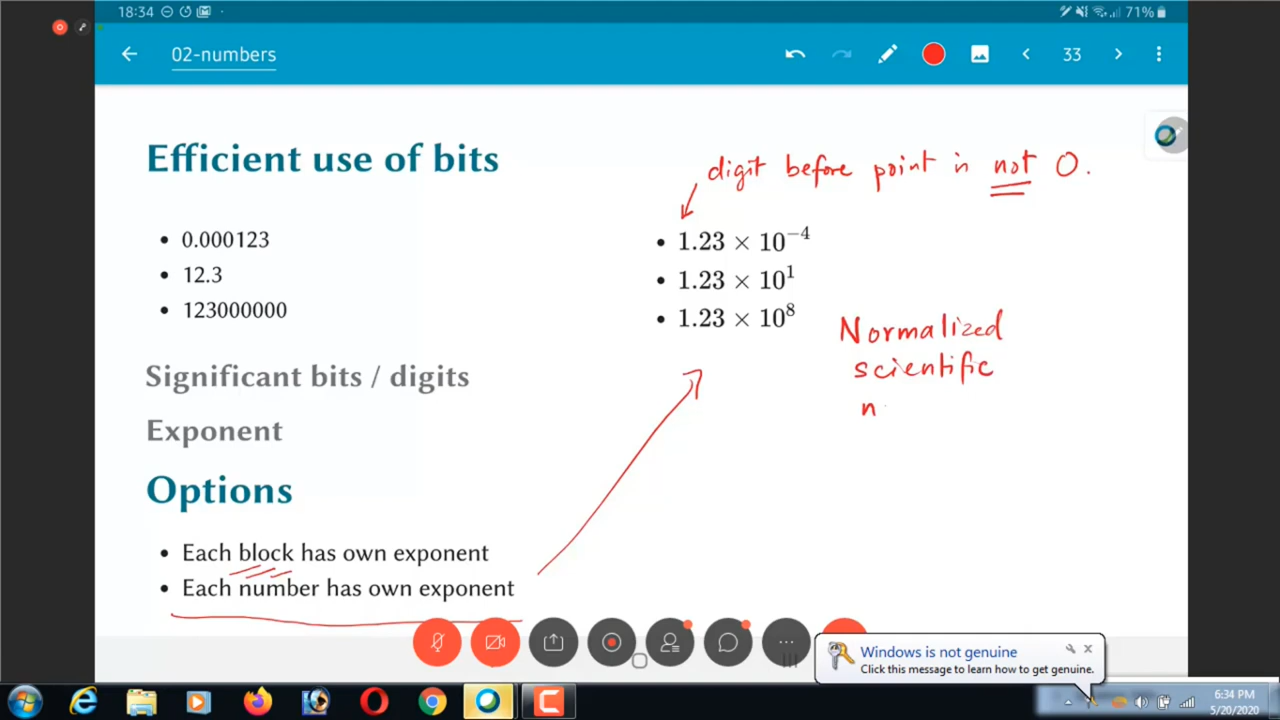 18:34
71%
02-numbers
33
Efficient use of bits
digit before point is not 0.
• 0.000123
• 12.3
• 123000000
• 1.23 × 10⁻⁴
• 1.23 × 10¹
• 1.23 × 10⁸
Normalized
scientific
n
Significant bits / digits
Exponent
Options
• Each block has own exponent
• Each number has own exponent
Windows is not genuine
Click this message to learn how to get genuine.
6:34 PM
5/20/2020